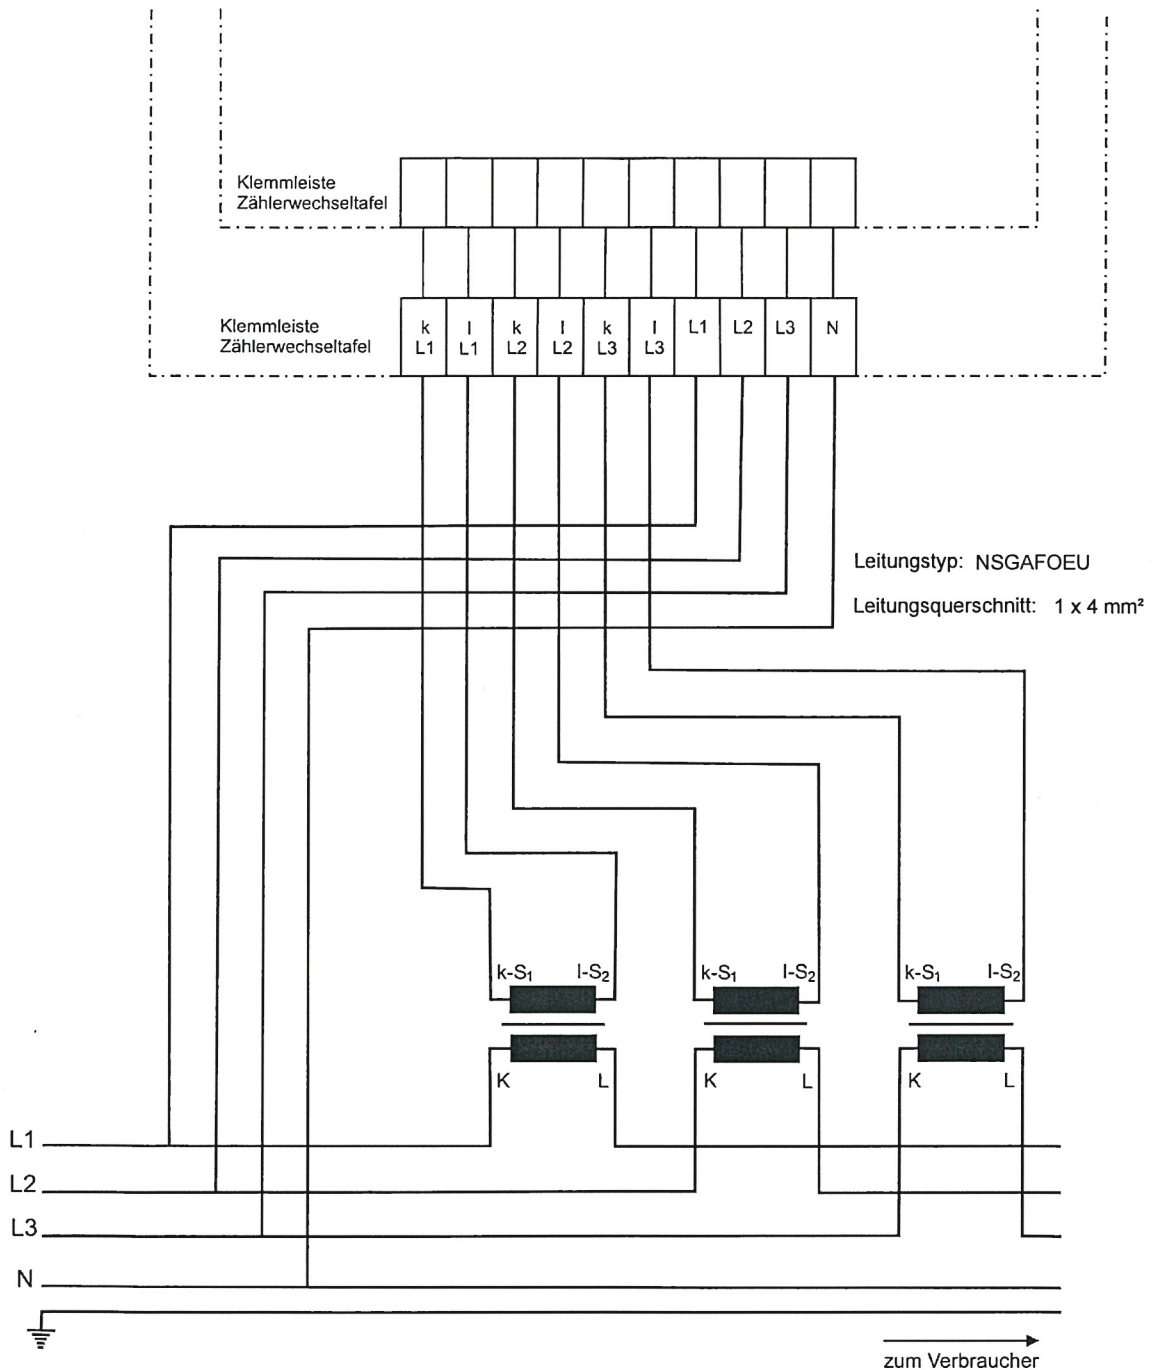 Klemmleiste
Zählerwechseltafel
Klemmleiste
Zählerwechseltafel
k l k l k l L1 L2 L3 N
L1 L1 L2 L2 L3 L3
Leitungstyp: NSGAFOEU
Leitungsquerschnitt: 1 x 4 mm²
k-S₁ l-S₂ k-S₁ l-S₂ k-S₁ l-S₂
K L K L K L
L1
L2
L3
N
zum Verbraucher